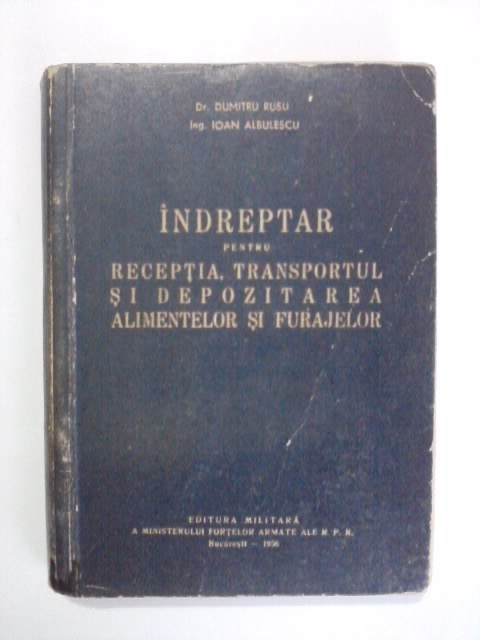 Dr. DUMITRU RUSU
Ing. IOAN ALBULESCU
ÎNDREPTAR
PENTRU
RECEPȚIA, TRANSPORTUL
ȘI DEPOZITAREA
ALIMENTELOR ȘI FURAJELOR
EDITURA MILITARĂ
A MINISTERULUI FORȚELOR ARMATE ALE R. P. R.
București — 1956